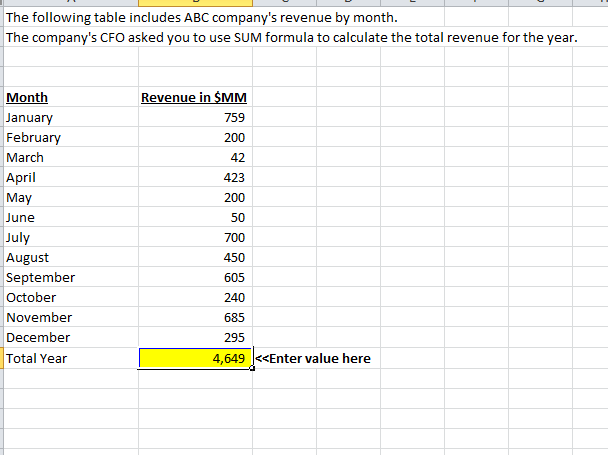 The following table includes ABC company's revenue by month.
The company's CFO asked you to use SUM formula to calculate the total revenue for the year.
Month Revenue in $MM
January 759
February 200
March 42
April 423
May 200
June 50
July 700
August 450
September 605
October 240
November 685
December 295
Total Year 4,649 <<Enter value here